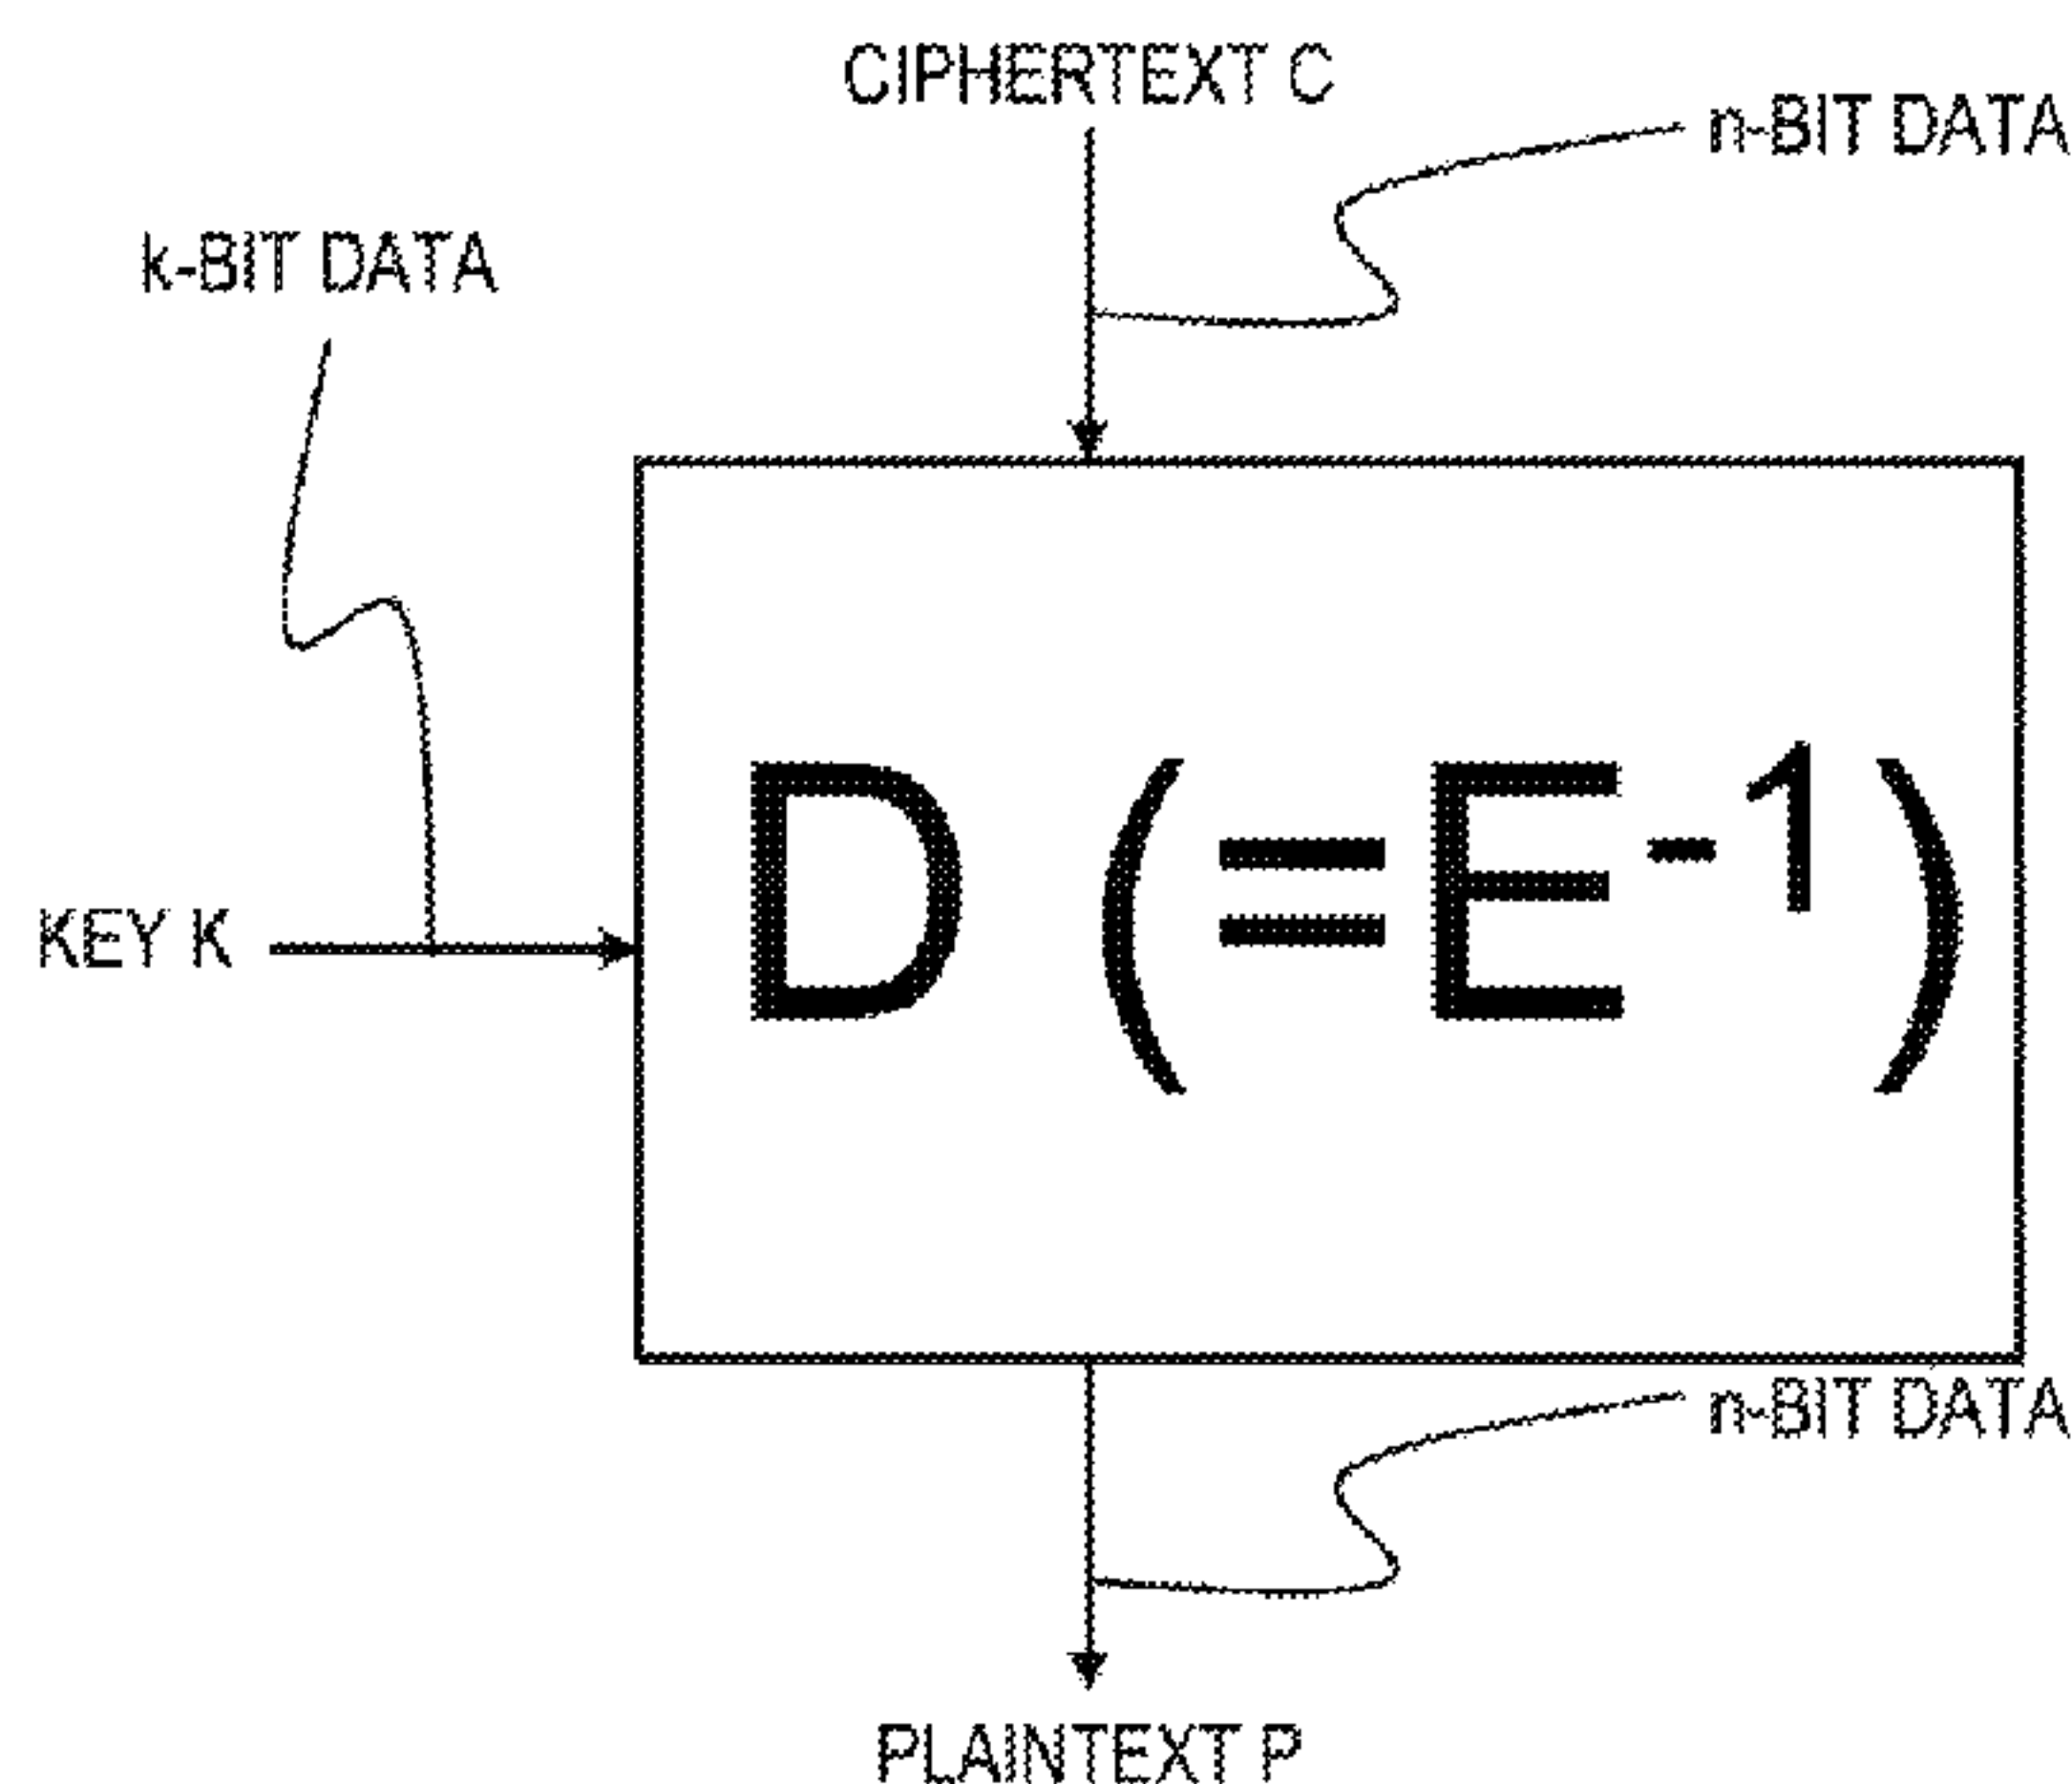 CIPHERTEXT C
n-BIT DATA
k-BIT DATA
D (=E⁻¹)
KEY K
n-BIT DATA
PLAINTEXT P